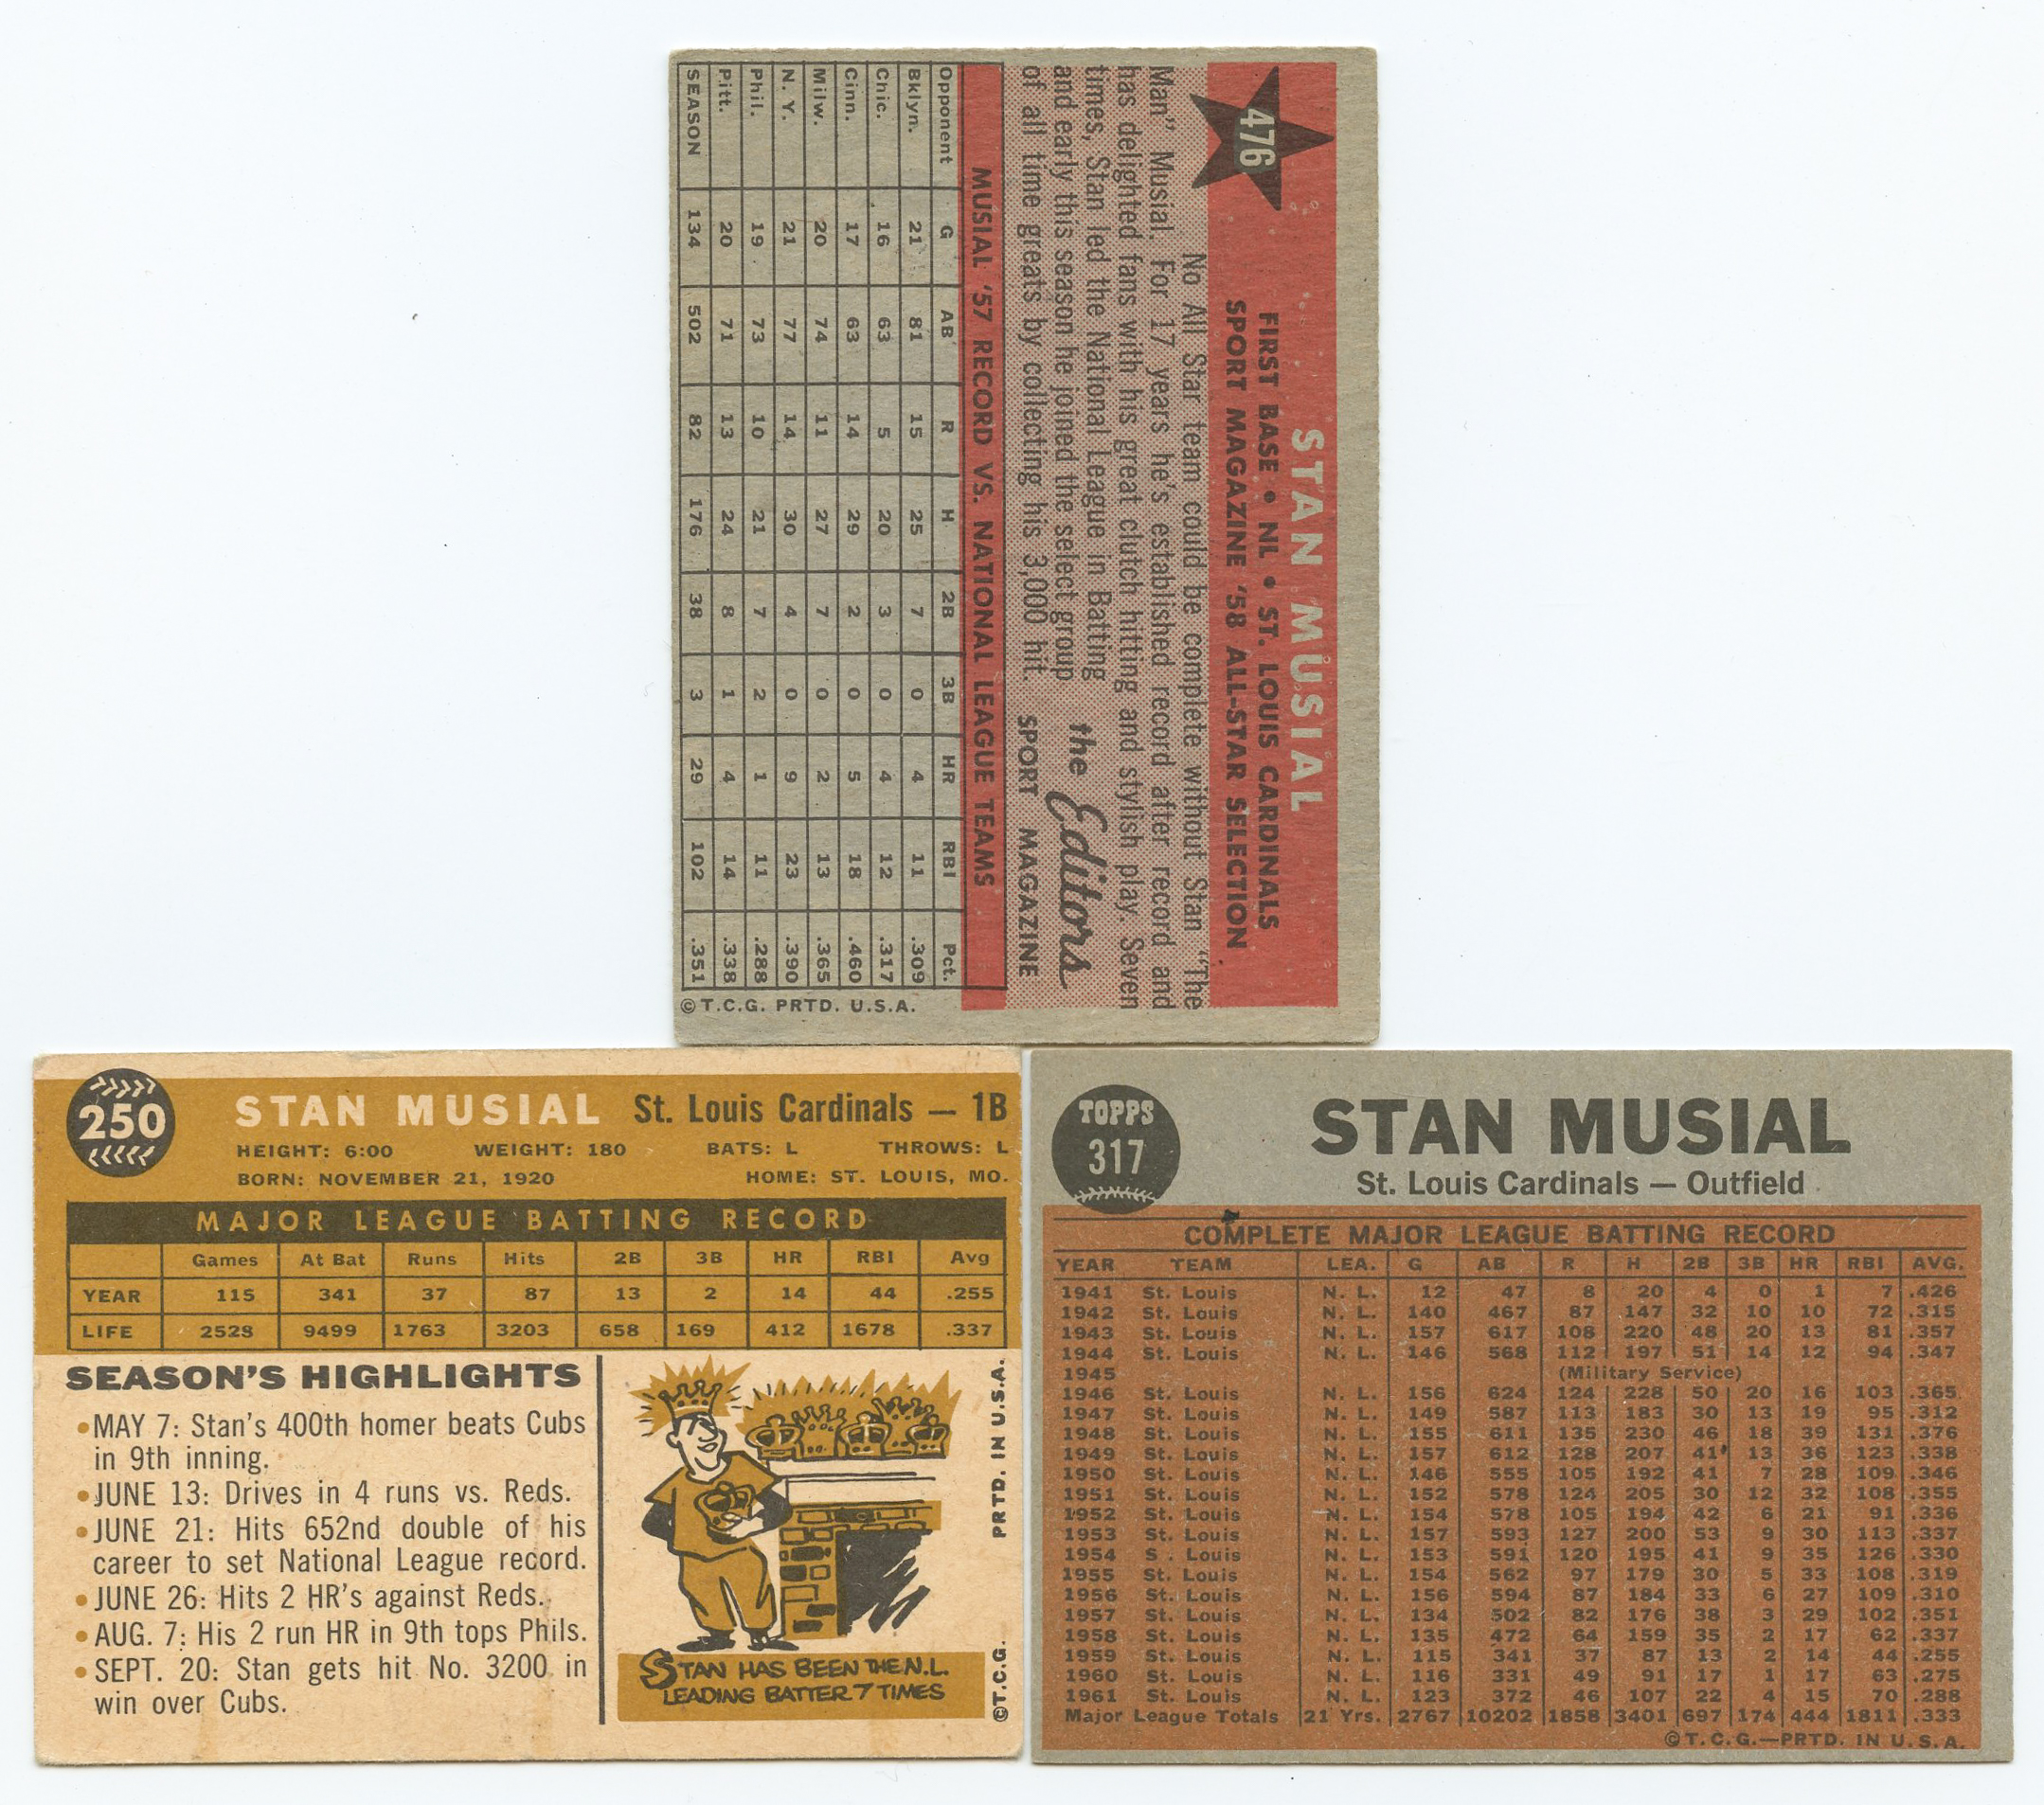 476
STAN MUSIAL
FIRST BASE • NL • ST. LOUIS CARDINALS
SPORT MAGAZINE '58 ALL-STAR SELECTION
No All Star team could be complete without Stan "The
Man" Musial. For 17 years he's established record after record and
has delighted fans with his great clutch hitting and stylish play. Seven
times, Stan led the National League in Batting
and early this season he joined the select group
of all time greats by collecting his 3,000 hit.
the Editors
SPORT MAGAZINE
MUSIAL '57 RECORD VS. NATIONAL LEAGUE TEAMS
Opponent G AB R H 2B 3B HR RBI Pct.
Bklyn. 21 81 15 25 7 0 4 11 .309
Chic. 16 63 5 20 3 0 4 12 .317
Cinn. 17 63 14 29 2 0 5 18 .460
Milw. 20 74 11 27 7 0 2 13 .365
N. Y. 21 77 14 30 4 0 9 23 .390
Phil. 19 73 10 21 7 2 1 11 .288
Pitt. 20 71 13 24 8 1 4 14 .338
SEASON 134 502 82 176 38 3 29 102 .351
© T.C.G. PRTD. U.S.A.
250
STAN MUSIAL St. Louis Cardinals — 1B
HEIGHT: 6:00 WEIGHT: 180 BATS: L THROWS: L
BORN: NOVEMBER 21, 1920 HOME: ST. LOUIS, MO.
MAJOR LEAGUE BATTING RECORD
Games At Bat Runs Hits 2B 3B HR RBI Avg
YEAR 115 341 37 87 13 2 14 44 .255
LIFE 2528 9499 1763 3203 658 169 412 1678 .337
SEASON'S HIGHLIGHTS
• MAY 7: Stan's 400th homer beats Cubs
in 9th inning.
• JUNE 13: Drives in 4 runs vs. Reds.
• JUNE 21: Hits 652nd double of his
career to set National League record.
• JUNE 26: Hits 2 HR's against Reds.
• AUG. 7: His 2 run HR in 9th tops Phils.
• SEPT. 20: Stan gets hit No. 3200 in
win over Cubs.
STAN HAS BEEN THE N.L.
LEADING BATTER 7 TIMES
©T.C.G. PRTD. IN U.S.A.
TOPPS
317
STAN MUSIAL
St. Louis Cardinals — Outfield
COMPLETE MAJOR LEAGUE BATTING RECORD
YEAR TEAM LEA. G AB R H 2B 3B HR RBI AVG.
1941 St. Louis N. L. 12 47 8 20 4 0 1 7 .426
1942 St. Louis N. L. 140 467 87 147 32 10 10 72 .315
1943 St. Louis N. L. 157 617 108 220 48 20 13 81 .357
1944 St. Louis N. L. 146 568 112 197 51 14 12 94 .347
1945 (Military Service)
1946 St. Louis N. L. 156 624 124 228 50 20 16 103 .365
1947 St. Louis N. L. 149 587 113 183 30 13 19 95 .312
1948 St. Louis N. L. 155 611 135 230 46 18 39 131 .376
1949 St. Louis N. L. 157 612 128 207 41 13 36 123 .338
1950 St. Louis N. L. 146 555 105 192 41 7 28 109 .346
1951 St. Louis N. L. 152 578 124 205 30 12 32 108 .355
1952 St. Louis N. L. 154 578 105 194 42 6 21 91 .336
1953 St. Louis N. L. 157 593 127 200 53 9 30 113 .337
1954 S . Louis N. L. 153 591 120 195 41 9 35 126 .330
1955 St. Louis N. L. 154 562 97 179 30 5 33 108 .319
1956 St. Louis N. L. 156 594 87 184 33 6 27 109 .310
1957 St. Louis N. L. 134 502 82 176 38 3 29 102 .351
1958 St. Louis N. L. 135 472 64 159 35 2 17 62 .337
1959 St. Louis N. L. 115 341 37 87 13 2 14 44 .255
1960 St. Louis N. L. 116 331 49 91 17 1 17 63 .275
1961 St. Louis N. L. 123 372 46 107 22 4 15 70 .288
Major League Totals 21 Yrs. 2767 10202 1858 3401 697 174 444 1811 .333
© T. C. G.—PRTD. IN U. S. A.